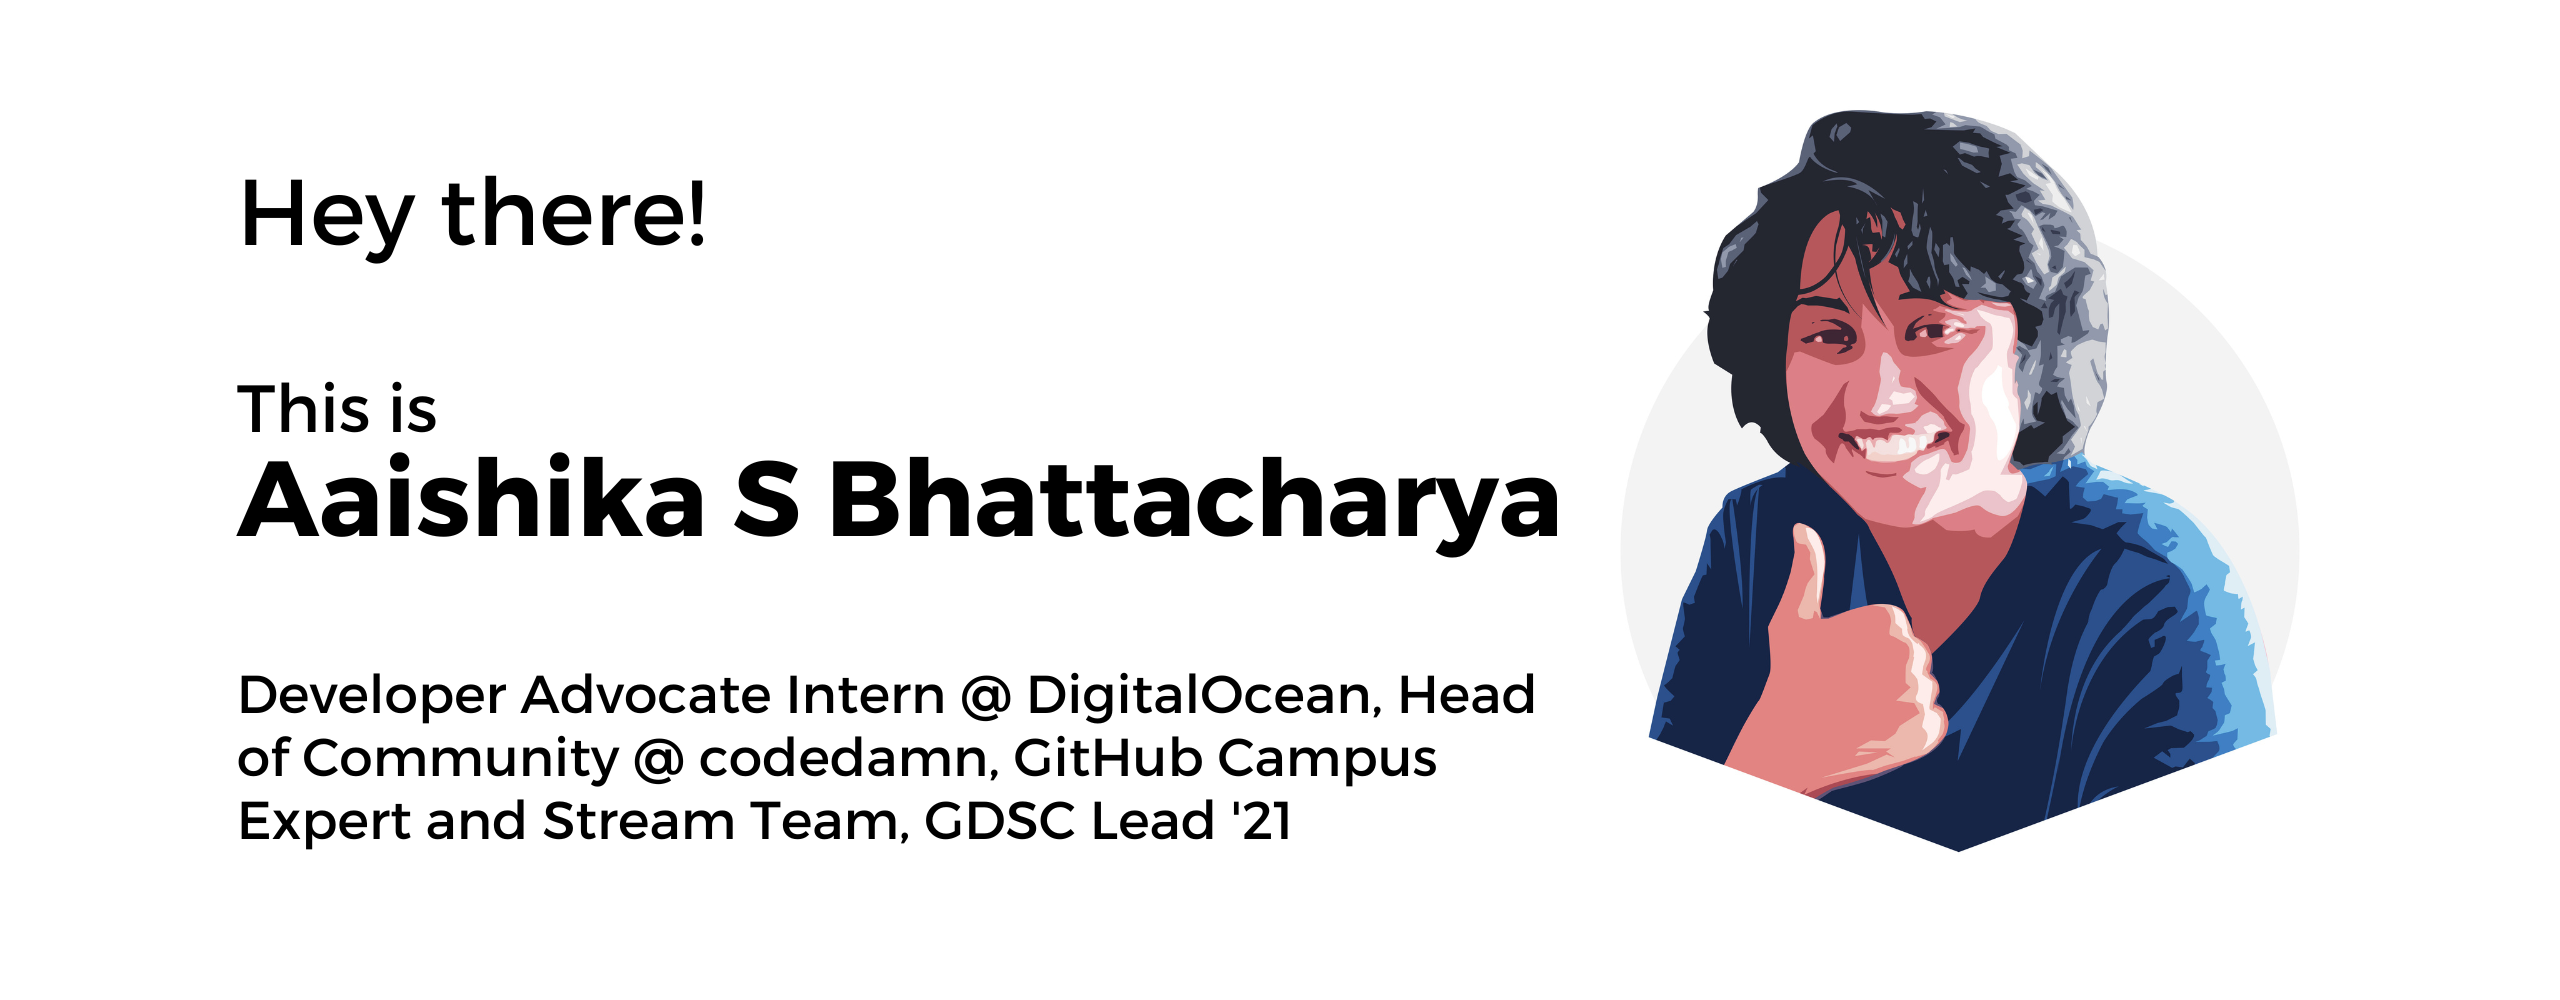 Hey there!
This is
Aaishika S Bhattacharya
Developer Advocate Intern @ DigitalOcean, Head
of Community @ codedamn, GitHub Campus
Expert and Stream Team, GDSC Lead '21